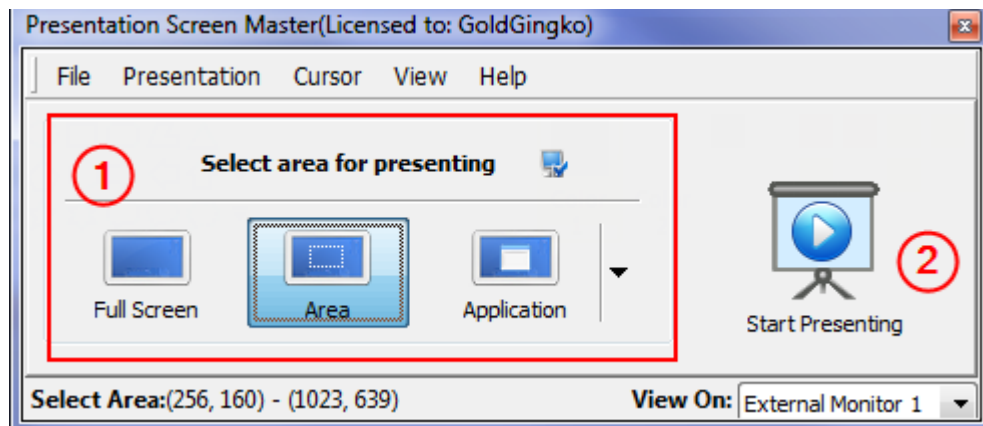 Presentation Screen Master(Licensed to: GoldGingko)
File Presentation Cursor View Help
1 Select area for presenting
Full Screen Area Application
2
Start Presenting
Select Area:(256, 160) - (1023, 639) View On: External Monitor 1